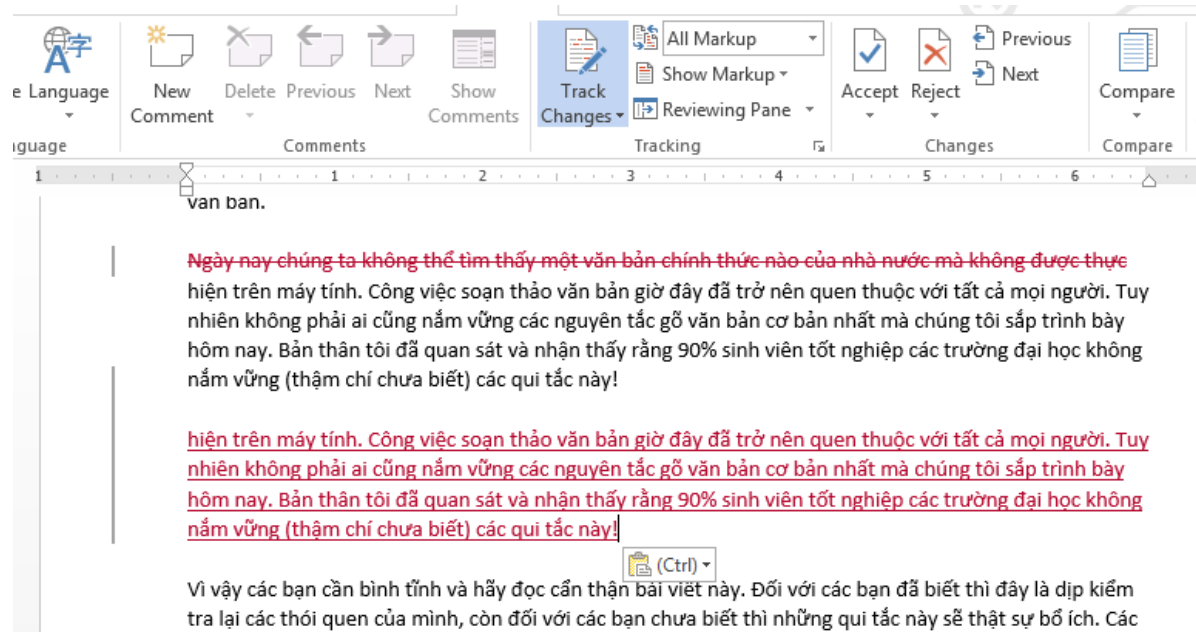 All Markup
Previous
Language
New
Delete
Previous
Next
Show
Track
Show Markup
Accept
Reject
Next
Compare
Comment
Comments
Changes
Reviewing Pane
Comments
Tracking
Changes
Compare
1 1 2 3 4 5 6
văn bản.
Ngày nay chúng ta không thể tìm thấy một văn bản chính thức nào của nhà nước mà không được thực
hiện trên máy tính. Công việc soạn thảo văn bản giờ đây đã trở nên quen thuộc với tất cả mọi người. Tuy
nhiên không phải ai cũng nắm vững các nguyên tắc gõ văn bản cơ bản nhất mà chúng tôi sắp trình bày
hôm nay. Bản thân tôi đã quan sát và nhận thấy rằng 90% sinh viên tốt nghiệp các trường đại học không
nắm vững (thậm chí chưa biết) các qui tắc này!
hiện trên máy tính. Công việc soạn thảo văn bản giờ đây đã trở nên quen thuộc với tất cả mọi người. Tuy
nhiên không phải ai cũng nắm vững các nguyên tắc gõ văn bản cơ bản nhất mà chúng tôi sắp trình bày
hôm nay. Bản thân tôi đã quan sát và nhận thấy rằng 90% sinh viên tốt nghiệp các trường đại học không
nắm vững (thậm chí chưa biết) các qui tắc này!
(Ctrl)
Vì vậy các bạn cần bình tĩnh và hãy đọc cẩn thận bài viết này. Đối với các bạn đã biết thì đây là dịp kiểm
tra lại các thói quen của mình, còn đối với các bạn chưa biết thì những qui tắc này sẽ thật sự bổ ích. Các